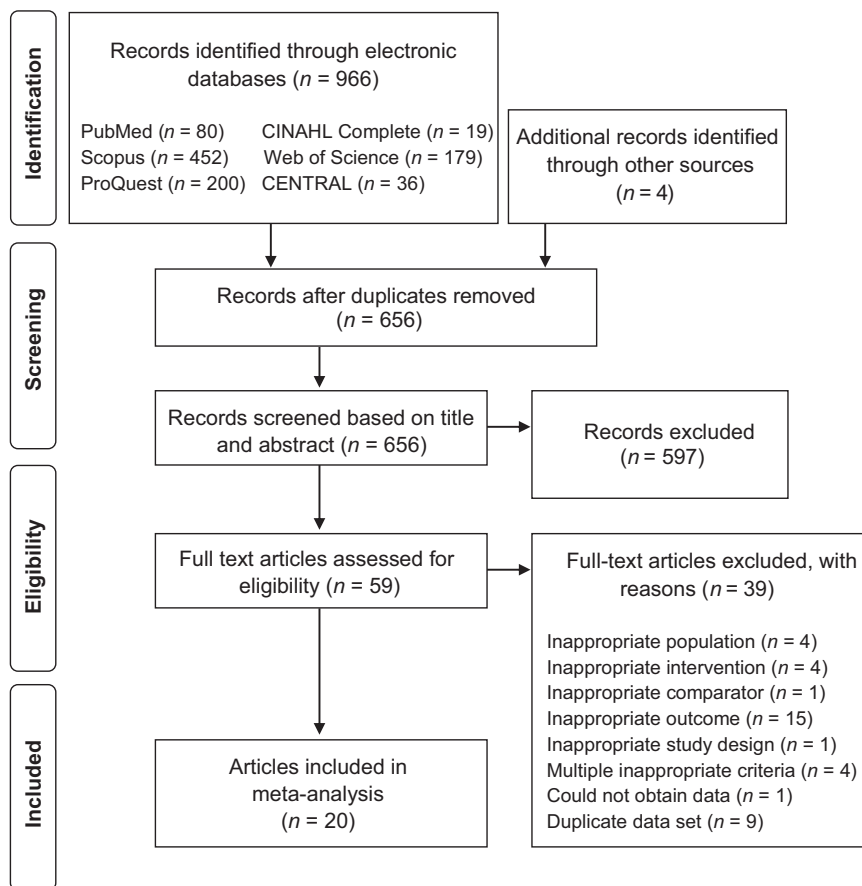 Identification
Records identified through electronic
databases (n = 966)
PubMed (n = 80) CINAHL Complete (n = 19)
Scopus (n = 452) Web of Science (n = 179)
ProQuest (n = 200) CENTRAL (n = 36)
Additional records identified
through other sources
(n = 4)
Screening
Records after duplicates removed
(n = 656)
Records screened based on title
and abstract (n = 656)
Records excluded
(n = 597)
Eligibility
Full text articles assessed for
eligibility (n = 59)
Full-text articles excluded, with
reasons (n = 39)
Inappropriate population (n = 4)
Inappropriate intervention (n = 4)
Inappropriate comparator (n = 1)
Inappropriate outcome (n = 15)
Inappropriate study design (n = 1)
Multiple inappropriate criteria (n = 4)
Could not obtain data (n = 1)
Duplicate data set (n = 9)
Included
Articles included in
meta-analysis
(n = 20)